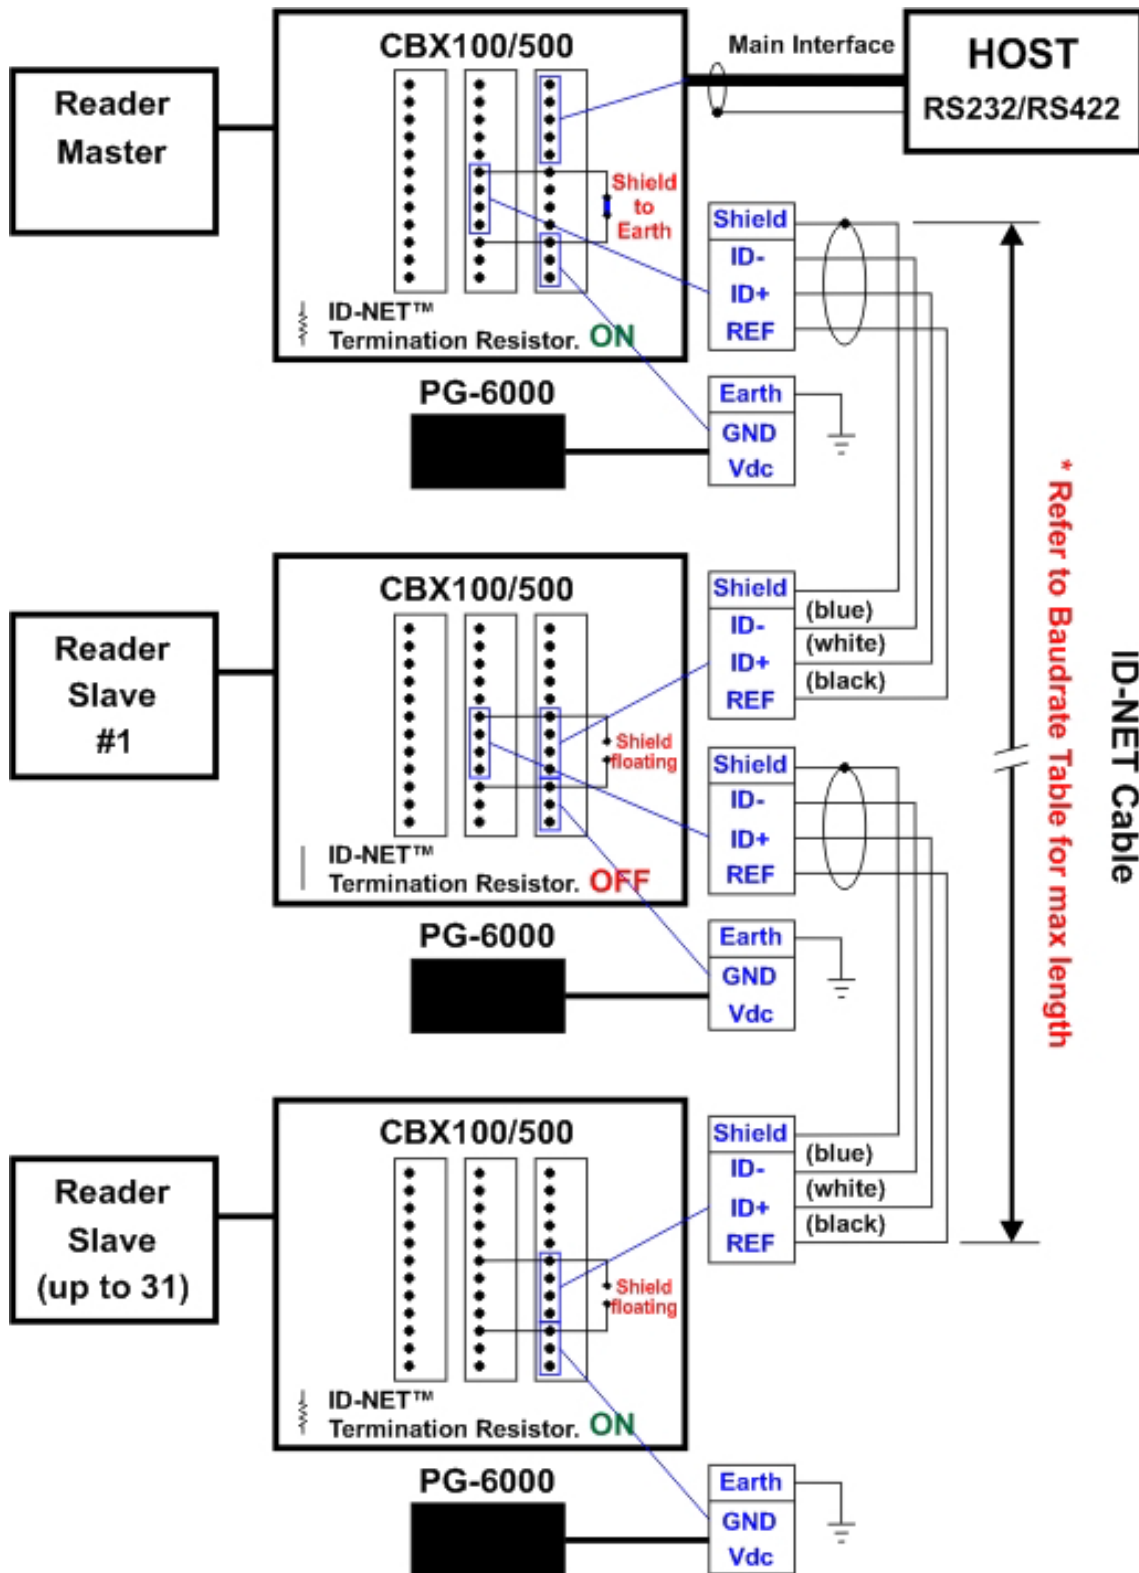 CBX100/500
Main Interface
HOST
RS232/RS422
Reader
Master
Shield
to
Earth
Shield
ID-
ID+
REF
ID-NET™
Termination Resistor. ON
PG-6000
Earth
GND
Vdc
CBX100/500
Reader
Slave
#1
Shield
floating
Shield
ID-
ID+
REF
(blue)
(white)
(black)
Shield
ID-
ID+
REF
ID-NET™
Termination Resistor. OFF
PG-6000
Earth
GND
Vdc
CBX100/500
Reader
Slave
(up to 31)
Shield
floating
Shield
ID-
ID+
REF
(blue)
(white)
(black)
ID-NET™
Termination Resistor. ON
PG-6000
Earth
GND
Vdc
ID-NET Cable
* Refer to Baudrate Table for max length